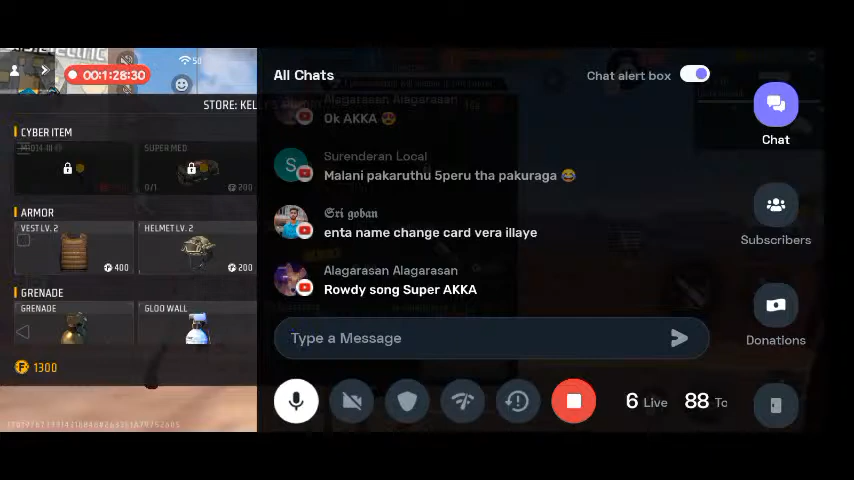 00:1:28:30
50
STORE: KEL
CYBER ITEM
M1014-III
SUPER MED
0/1
200
ARMOR
VEST LV. 2
400
HELMET LV. 2
200
GRENADE
GRENADE
GLOO WALL
1300
All Chats
Chat alert box
Alagarasan Alagarasan
Ok AKKA 😍
S
Surenderan Local
Malani pakaruthu 5peru tha pakuraga 😂
𝕾𝖗𝖎 𝖌𝖔𝖇𝖆𝖓
enta name change card vera illaye
Alagarasan Alagarasan
Rowdy song Super AKKA
Type a Message
6 Live
88 To
Chat
Subscribers
Donations